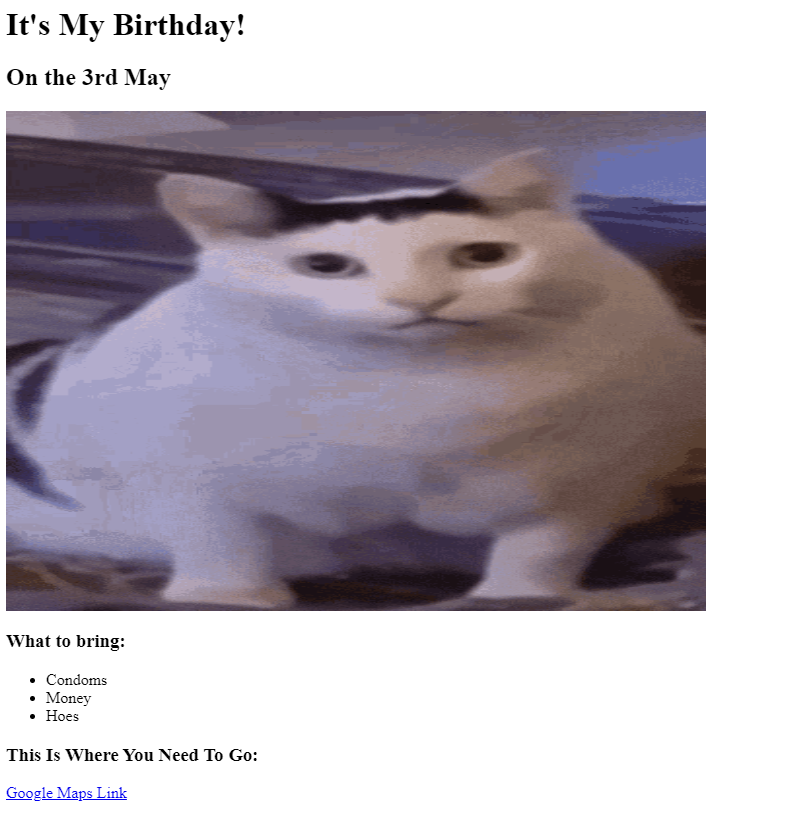 It's My Birthday!
On the 3rd May
What to bring:
Condoms
Money
Hoes
This Is Where You Need To Go:
Google Maps Link